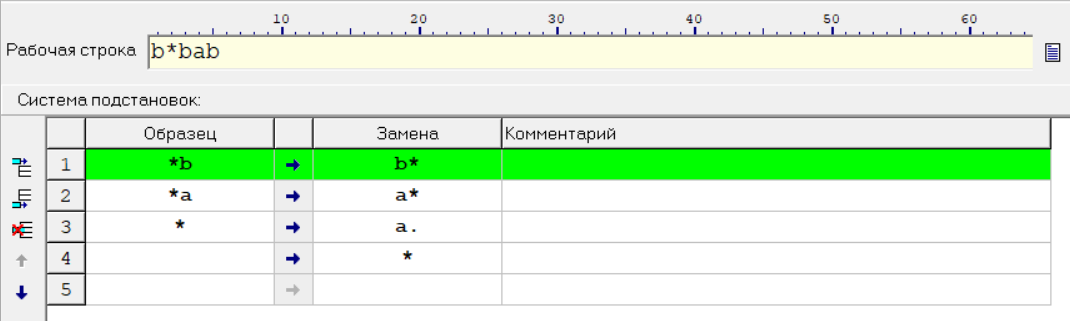 10 20 30 40 50 60
Рабочая строка b*bab
Система подстановок:
Образец Замена Комментарий
1 *b → b*
2 *a → a*
3 * → a.
4 → *
5 →